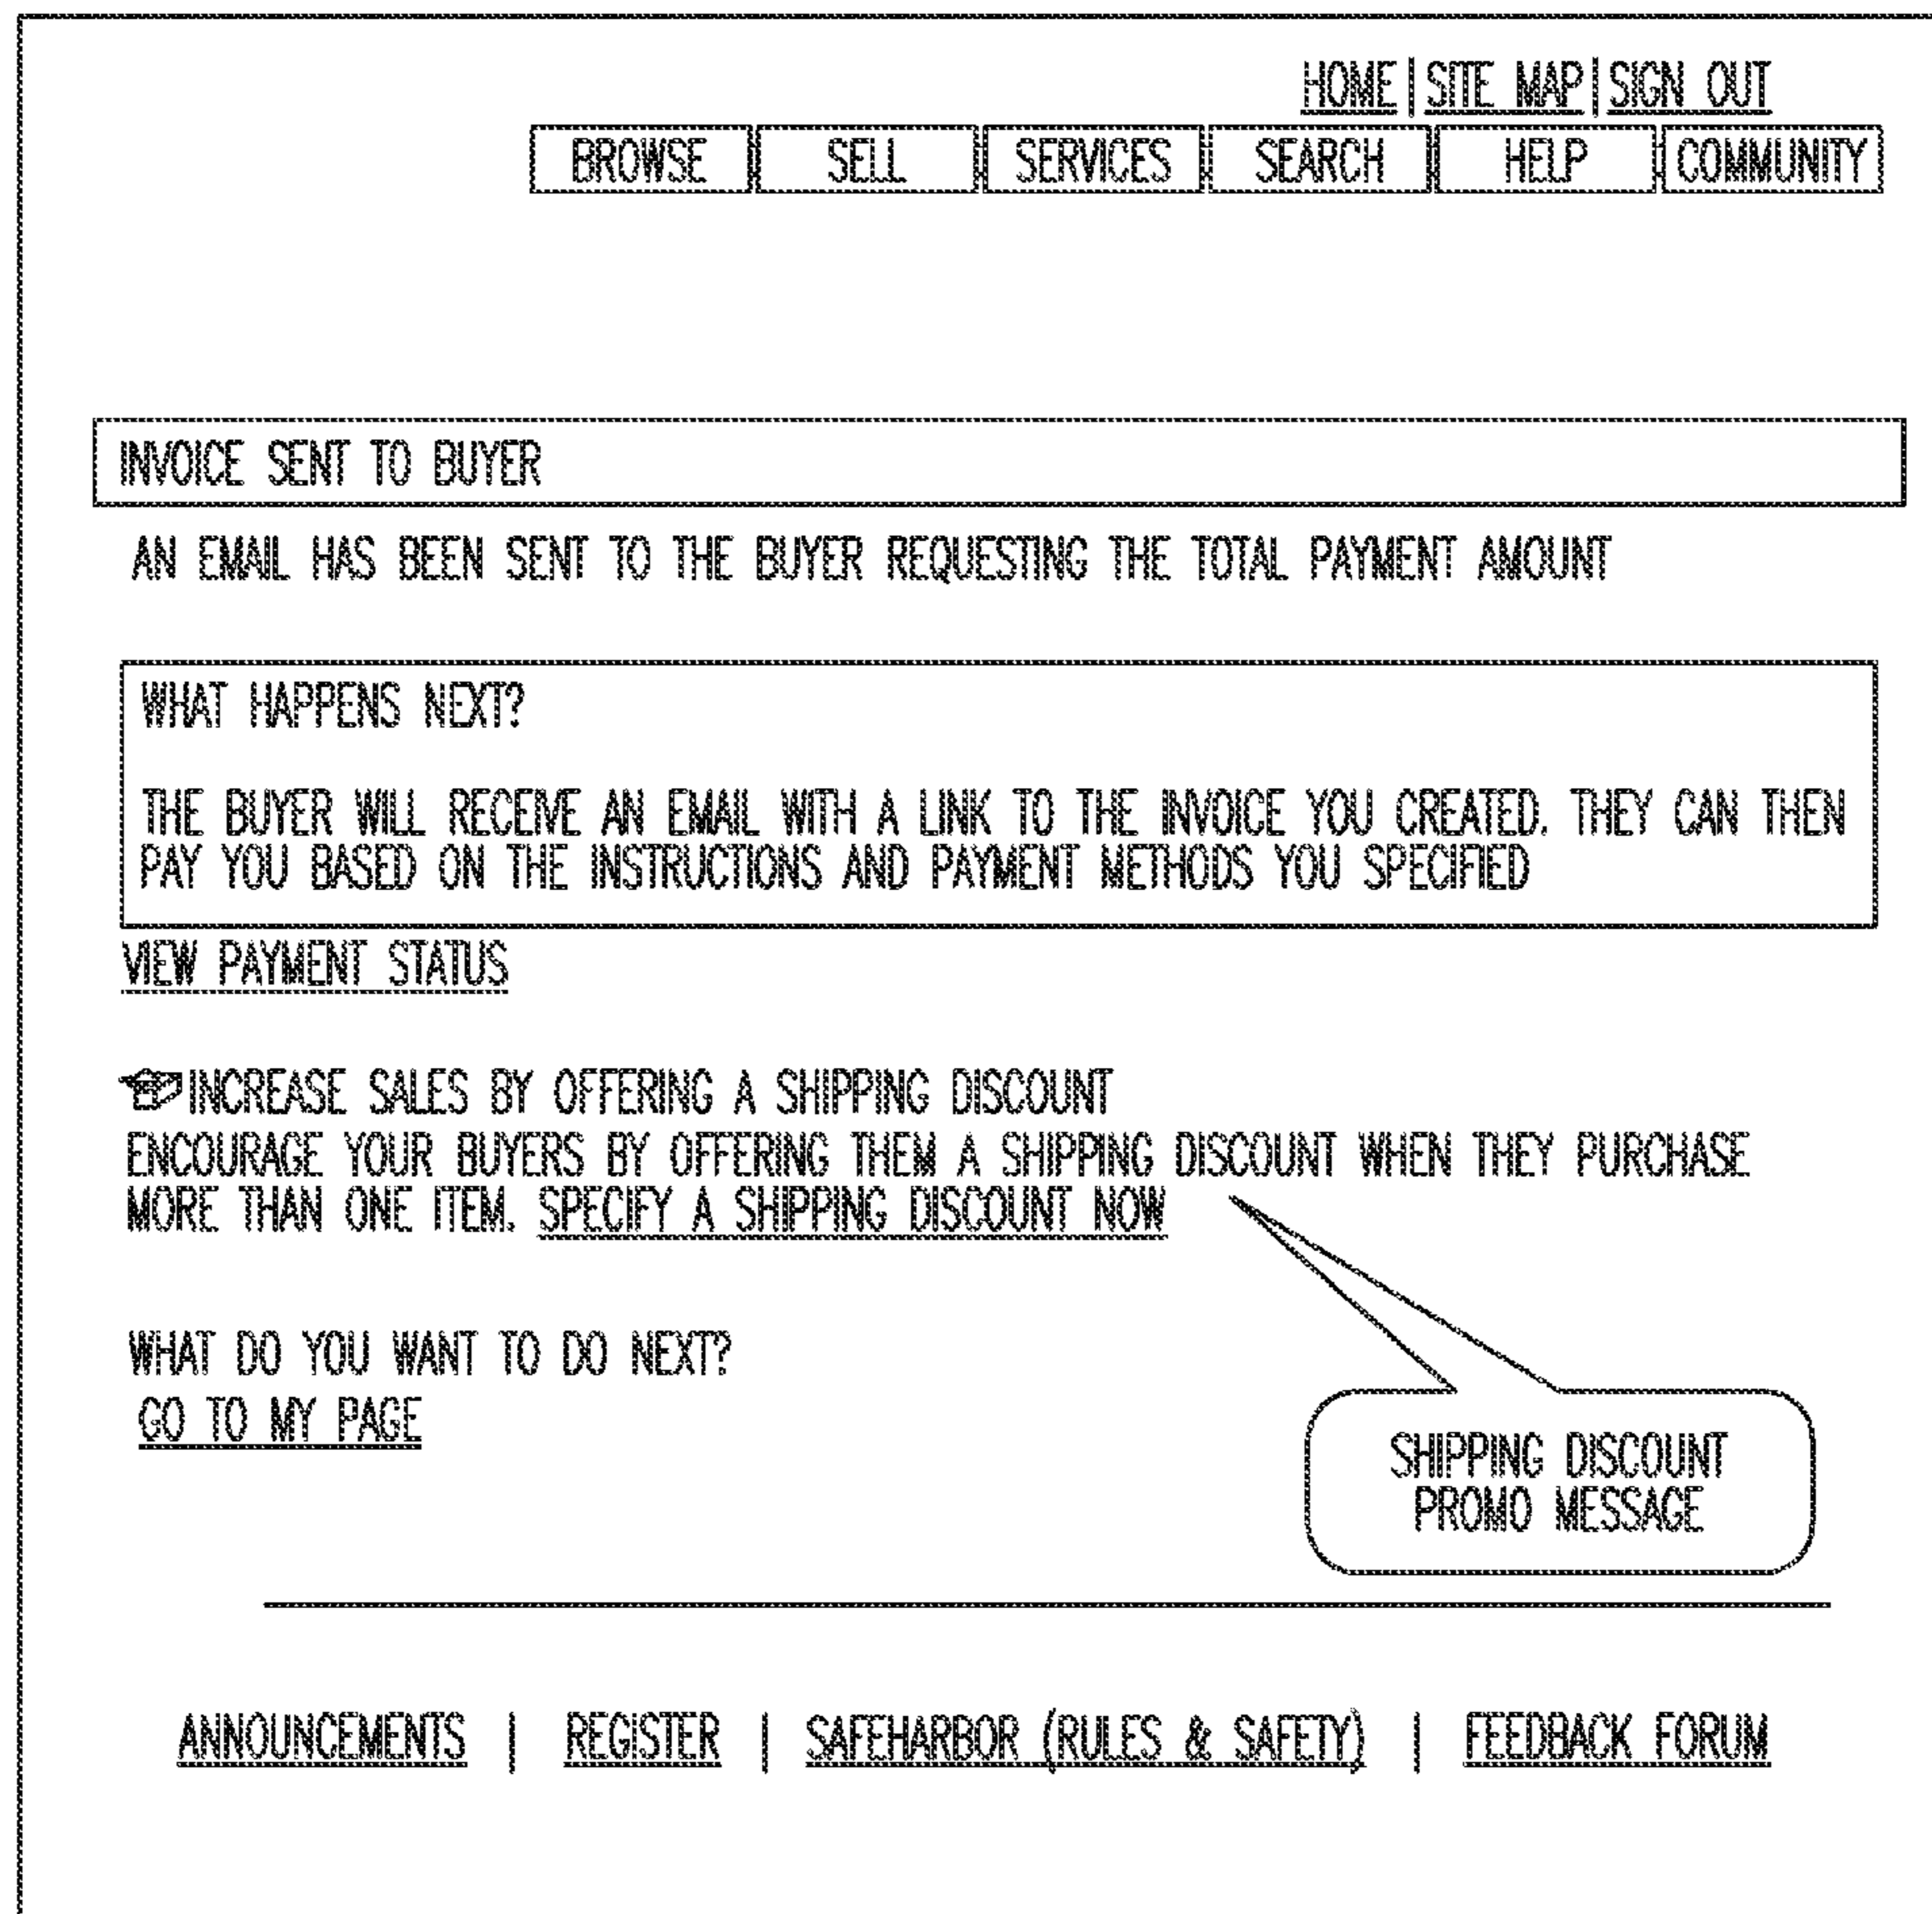 HOME | SITE MAP | SIGN OUT
BROWSE SELL SERVICES SEARCH HELP COMMUNITY
INVOICE SENT TO BUYER
AN EMAIL HAS BEEN SENT TO THE BUYER REQUESTING THE TOTAL PAYMENT AMOUNT
WHAT HAPPENS NEXT?
THE BUYER WILL RECEIVE AN EMAIL WITH A LINK TO THE INVOICE YOU CREATED. THEY CAN THEN
PAY YOU BASED ON THE INSTRUCTIONS AND PAYMENT METHODS YOU SPECIFIED
VIEW PAYMENT STATUS
INCREASE SALES BY OFFERING A SHIPPING DISCOUNT
ENCOURAGE YOUR BUYERS BY OFFERING THEM A SHIPPING DISCOUNT WHEN THEY PURCHASE
MORE THAN ONE ITEM. SPECIFY A SHIPPING DISCOUNT NOW
WHAT DO YOU WANT TO DO NEXT?
GO TO MY PAGE
SHIPPING DISCOUNT
PROMO MESSAGE
ANNOUNCEMENTS | REGISTER | SAFEHARBOR (RULES & SAFETY) | FEEDBACK FORUM